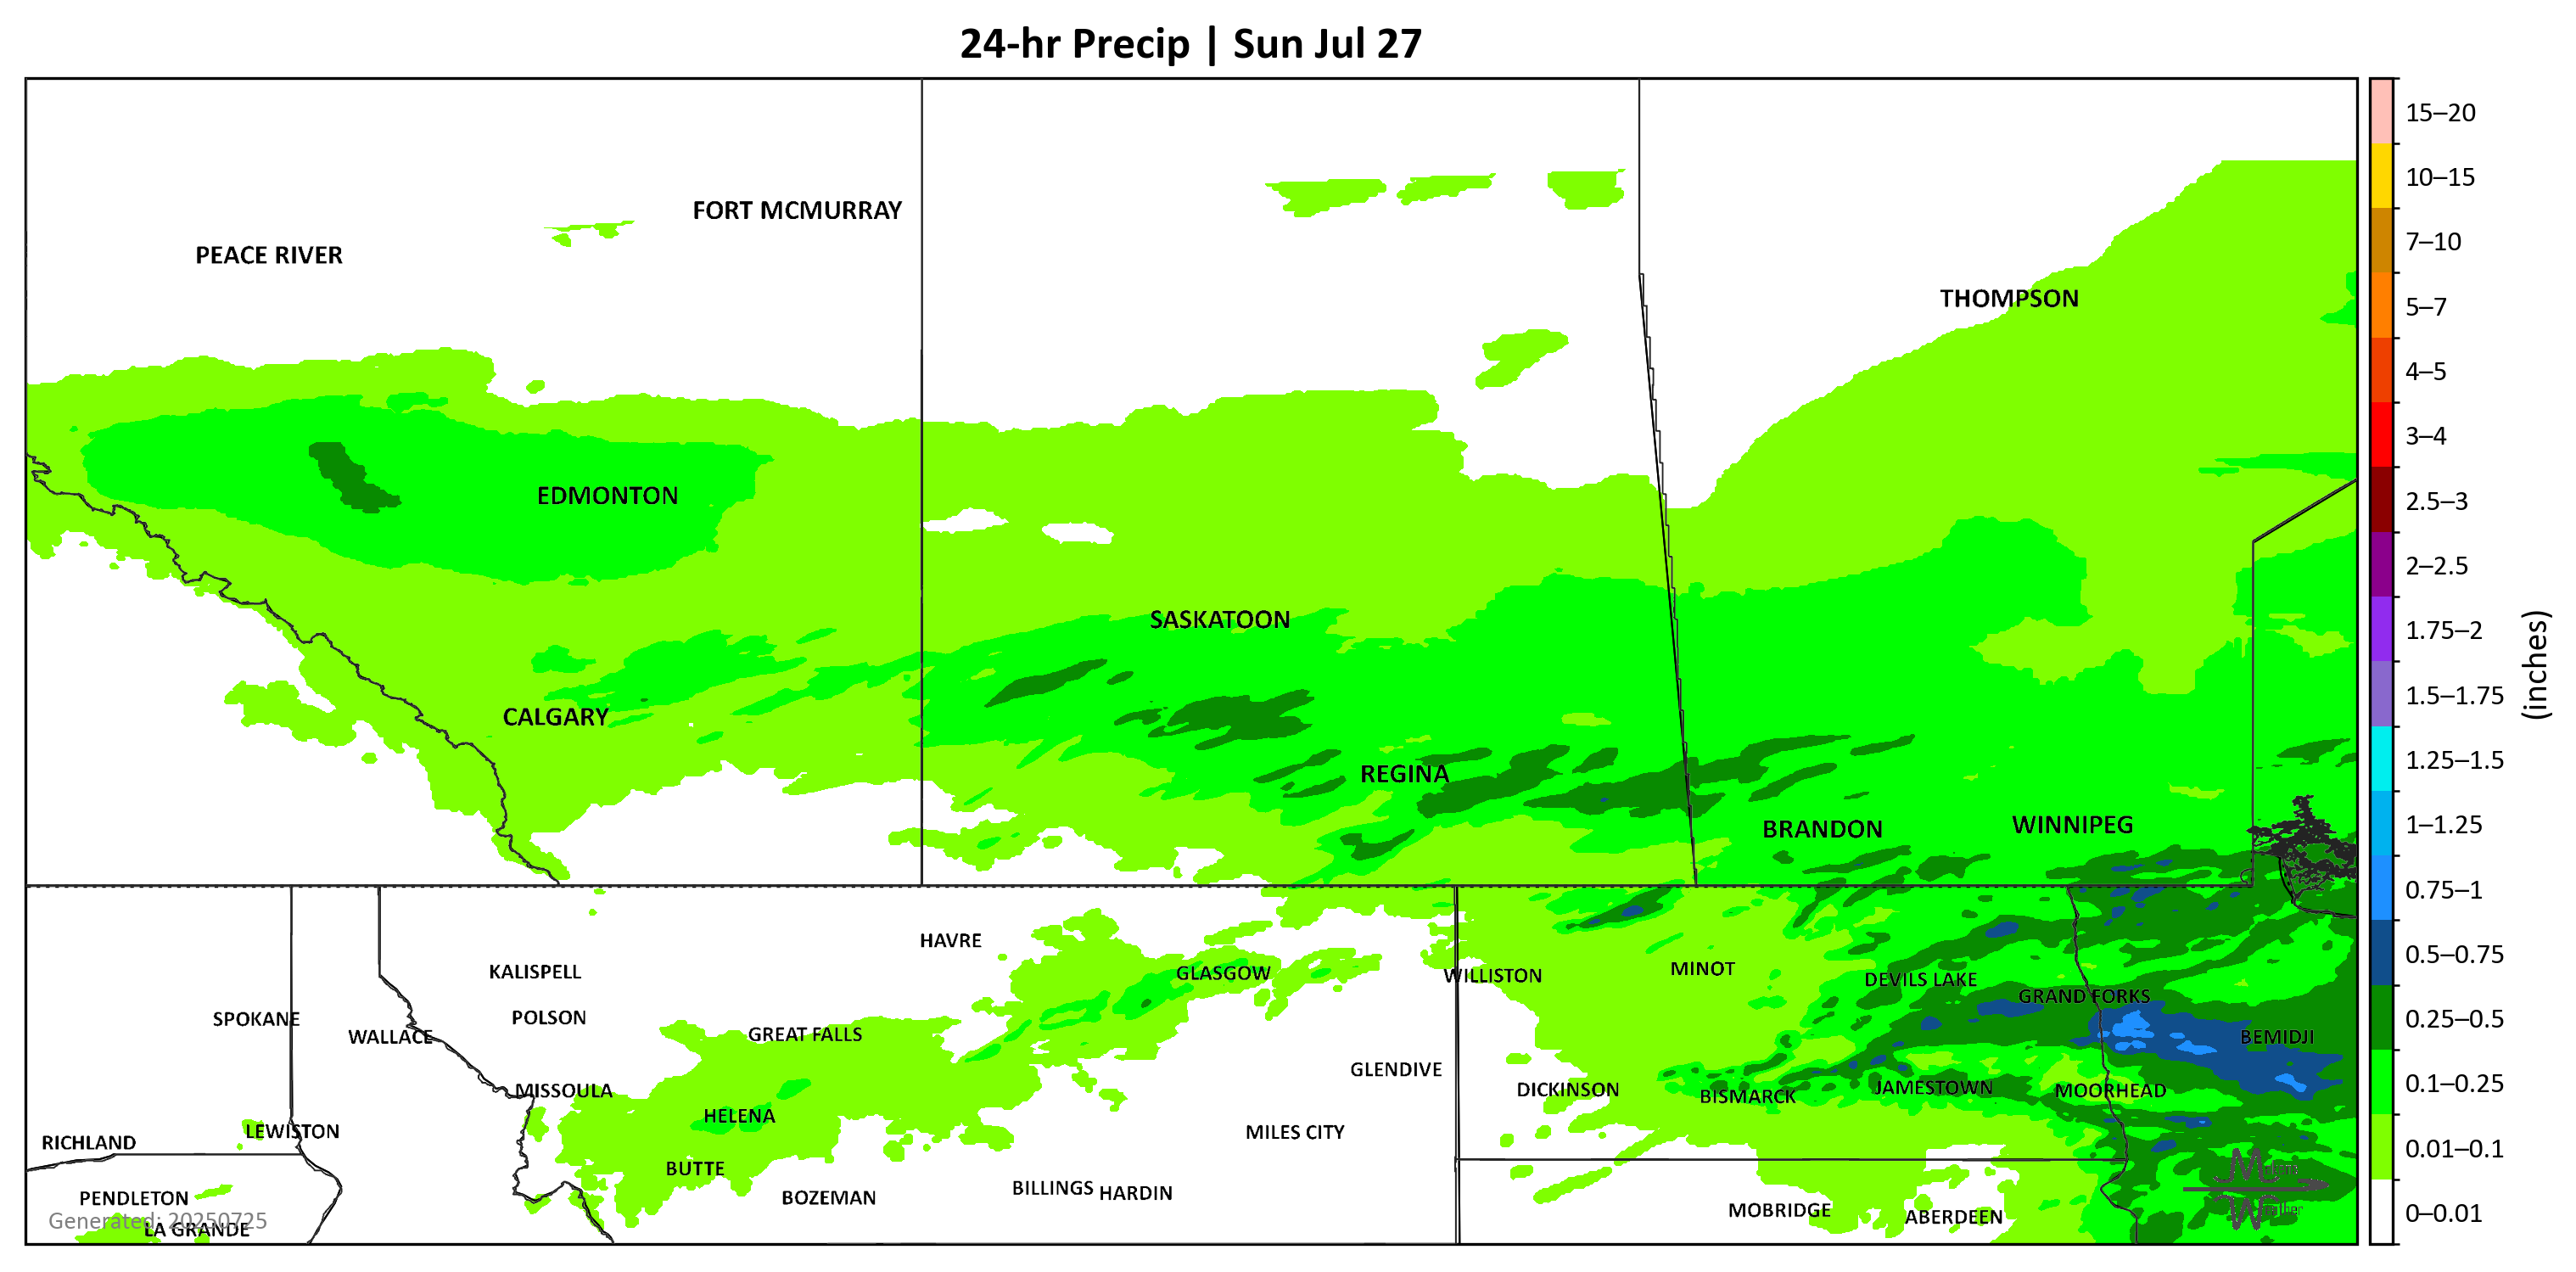 24-hr Precip | Sun Jul 27
FORT MCMURRAY
PEACE RIVER
THOMPSON
EDMONTON
SASKATOON
CALGARY
REGINA
BRANDON
WINNIPEG
HAVRE
KALISPELL
GLASGOW
WILLISTON
MINOT
DEVILS LAKE
GRAND FORKS
SPOKANE
WALLACE
POLSON
GREAT FALLS
BEMIDJI
GLENDIVE
MISSOULA
DICKINSON
BISMARCK
JAMESTOWN
MOORHEAD
HELENA
LEWISTON
RICHLAND
MILES CITY
BUTTE
PENDLETON
BOZEMAN
BILLINGS
HARDIN
MOBRIDGE
ABERDEEN
Generated: 20250725
LA GRANDE
15–20
10–15
7–10
5–7
4–5
3–4
2.5–3
2–2.5
1.75–2
1.5–1.75
1.25–1.5
1–1.25
0.75–1
0.5–0.75
0.25–0.5
0.1–0.25
0.01–0.1
0–0.01
(inches)